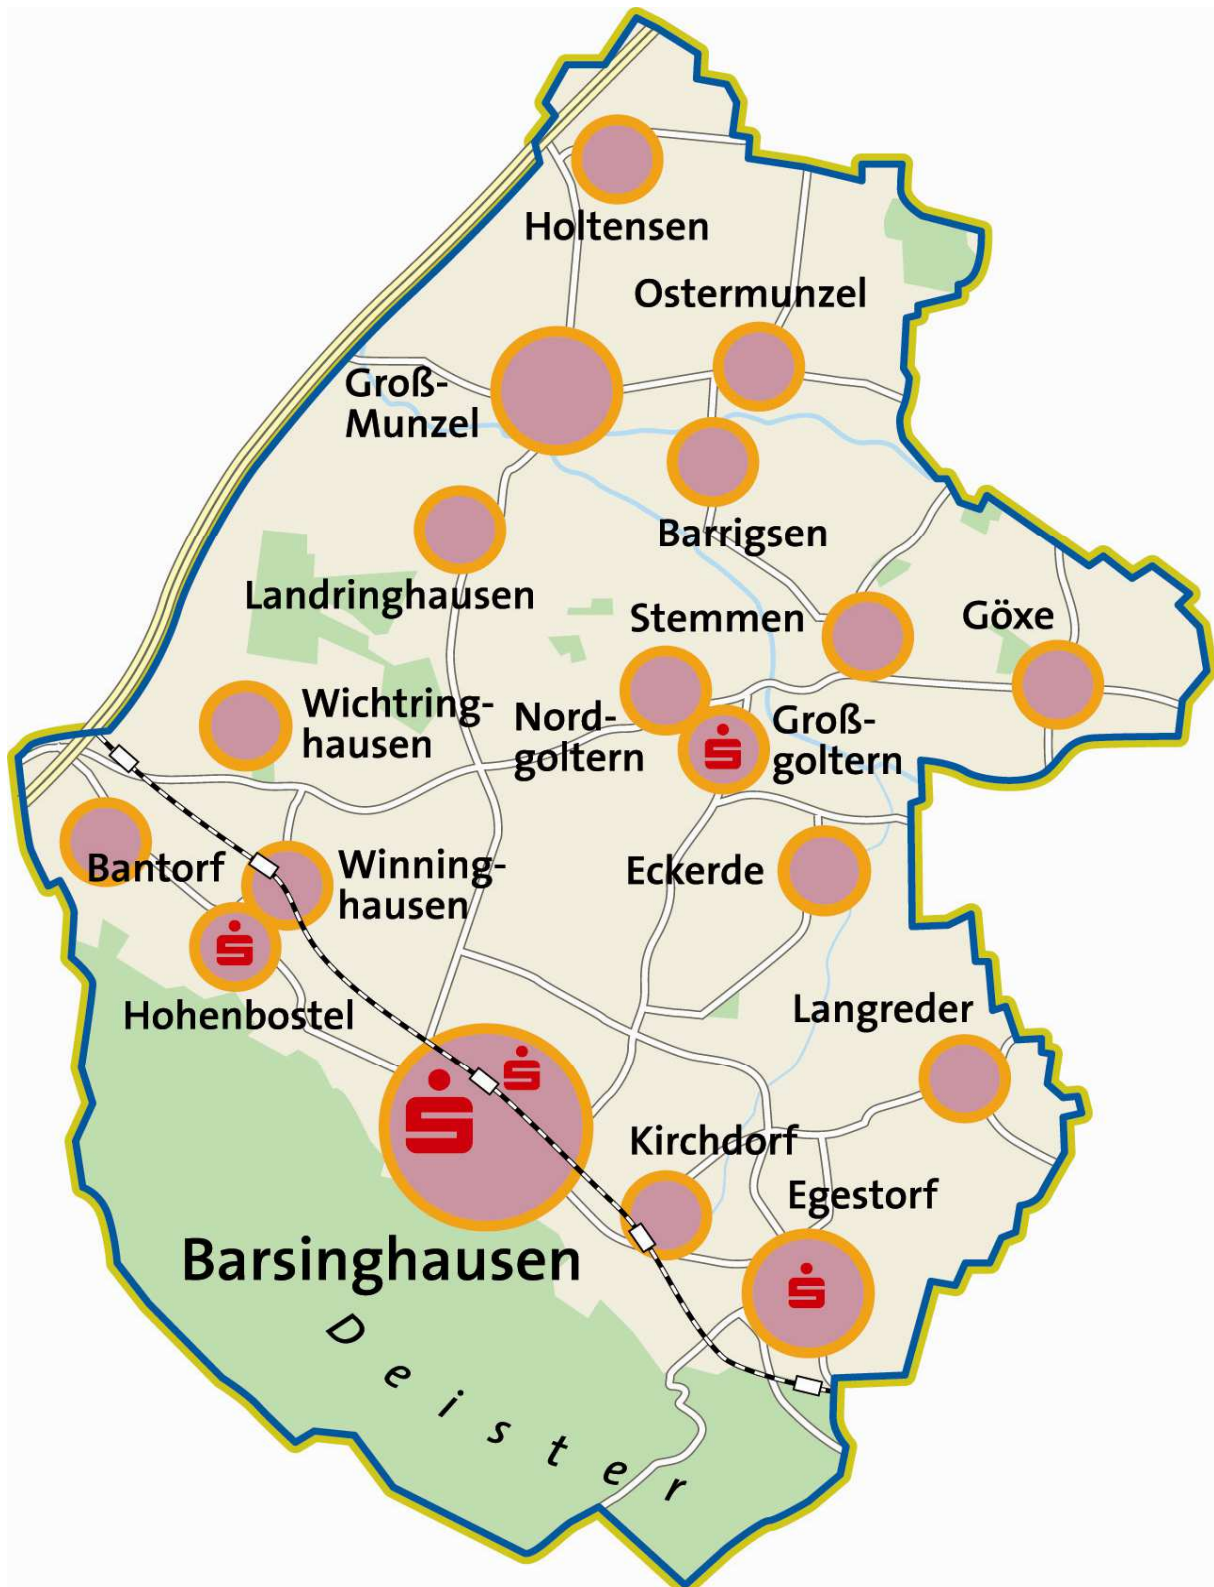 Holtensen
Ostermunzel
Groß-
Munzel
Barrigsen
Landringhausen
Stemmen
Göxe
Wichtring-
hausen
Nord-
goltern
Groß-
goltern
Bantorf
Winning-
hausen
Eckerde
Hohenbostel
Langreder
Kirchdorf
Egestorf
Barsinghausen
Deister